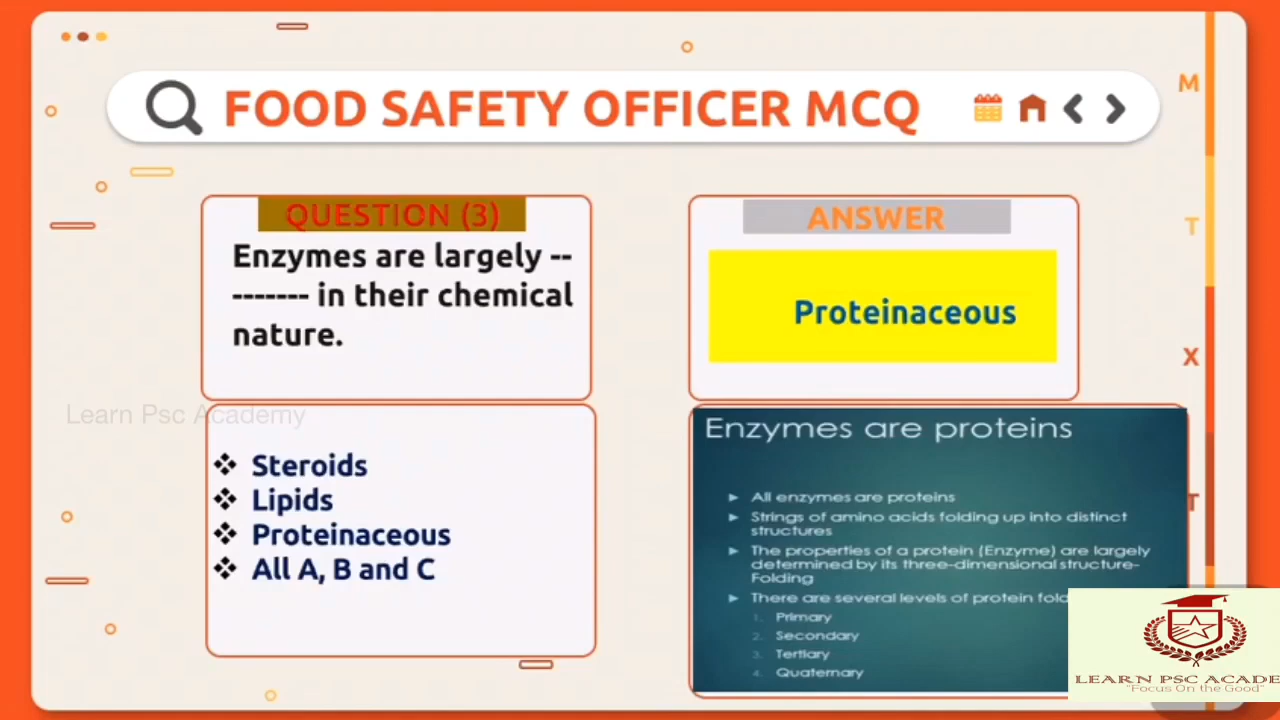 FOOD SAFETY OFFICER MCQ
M
T
X
T
QUESTION (3)
Enzymes are largely --
------- in their chemical
nature.
ANSWER
Proteinaceous
Learn Psc Academy
❖ Steroids
❖ Lipids
❖ Proteinaceous
❖ All A, B and C
Enzymes are proteins
► All enzymes are proteins
► Strings of amino acids folding up into distinct
structures
► The properties of a protein (Enzyme) are largely
determined by its three-dimensional structure-
Folding
► There are several levels of protein fold
1. Primary
2. Secondary
3. Tertiary
4. Quaternary
LEARN PSC ACADE
"Focus On the Good"